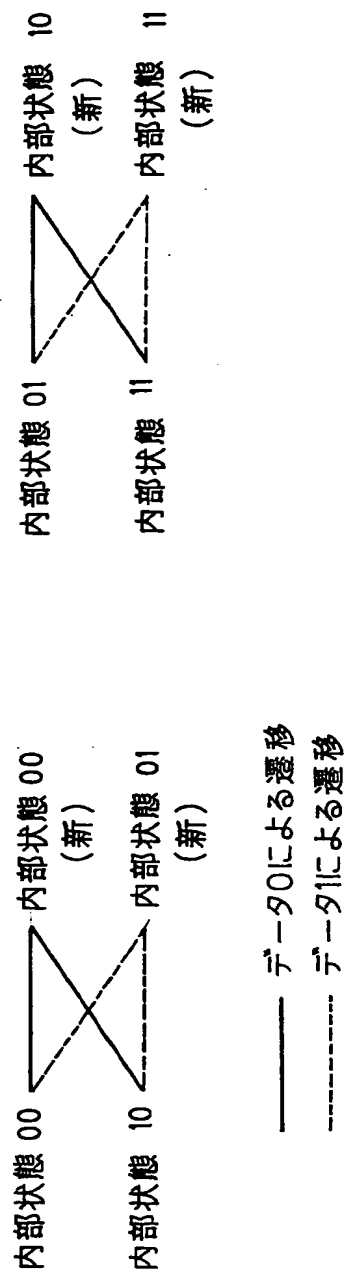 内部状態 00
内部状態 00
(新)
内部状態 10
内部状態 01
(新)
内部状態 01
内部状態 10
(新)
内部状態 11
内部状態 11
(新)
データ0による遷移
データ1による遷移